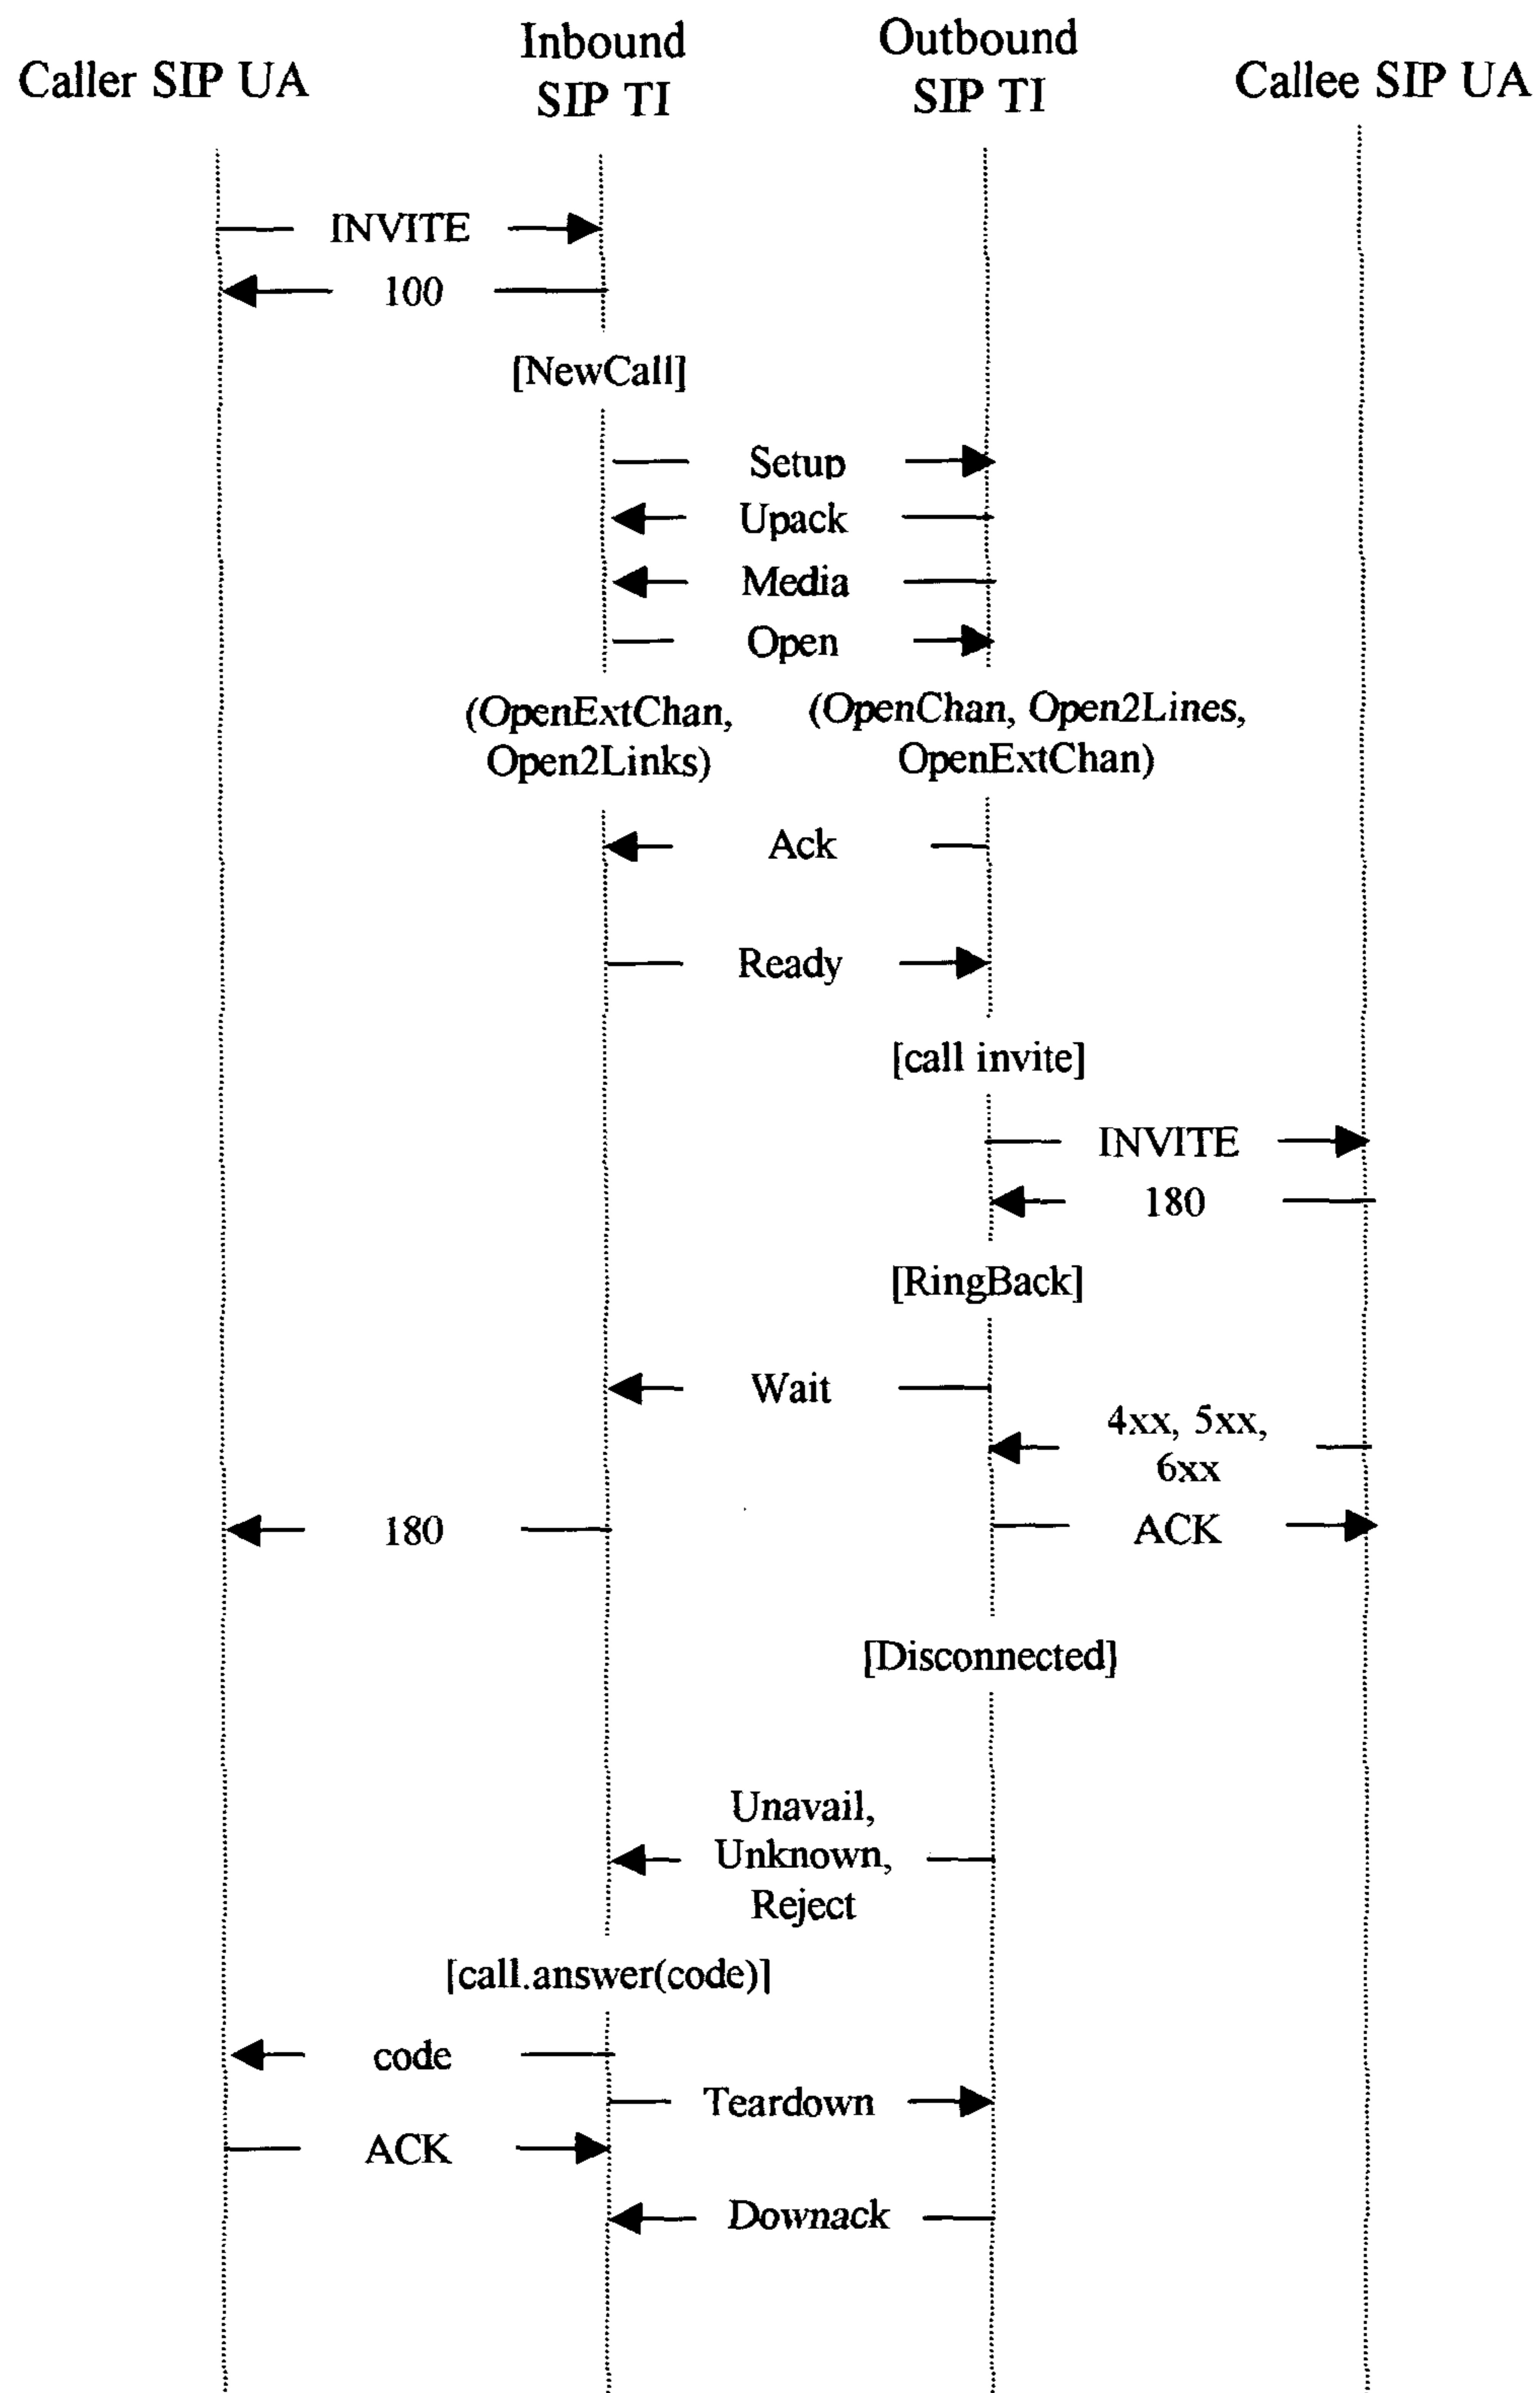 Caller SIP UA
Inbound
SIP TI
Outbound
SIP TI
Callee SIP UA
INVITE
100
[NewCall]
Setup
Upack
Media
Open
(OpenExtChan,
Open2Links)
(OpenChan, Open2Lines,
OpenExtChan)
Ack
Ready
[call invite]
INVITE
180
[RingBack]
Wait
4xx, 5xx,
6xx
180
ACK
[Disconnected]
Unavail,
Unknown,
Reject
[call.answer(code)]
code
Teardown
ACK
Downack